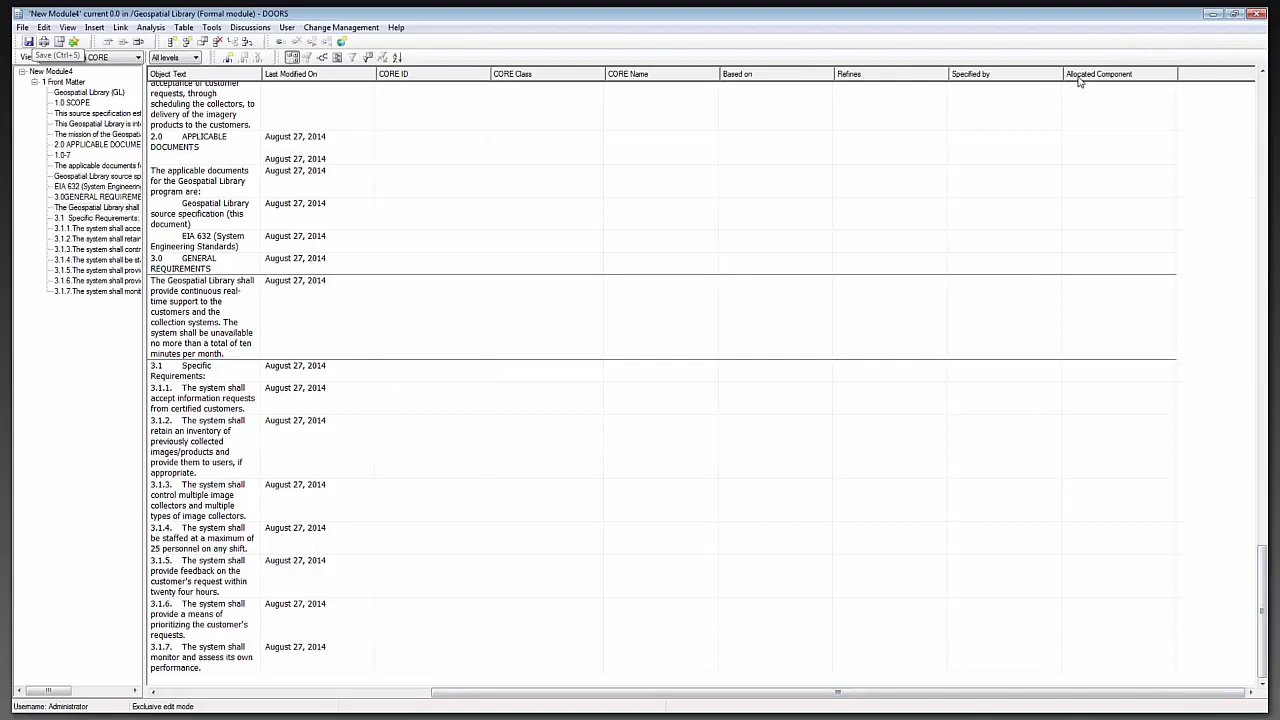 'New Module4' current 0.0 in /Geospatial Library (Formal module) - DOORS
File Edit View Insert Link Analysis Table Tools Discussions User Change Management Help
Save (Ctrl+S) CORE All levels
New Module4
1 Front Matter
Geospatial Library (GL)
1.0 SCOPE
This source specification est
This Geospatial Library is inte
The mission of the Geospati
2.0 APPLICABLE DOCUME
1.0-7
The applicable documents f
Geospatial Library source sp
EIA 632 (System Engineering
3.0GENERAL REQUIREME
The Geospatial Library shall
3.1 Specific Requirements:
3.1.1.The system shall acce
3.1.2.The system shall retain
3.1.3.The system shall contr
3.1.4.The system shall be st
3.1.5.The system shall provi
3.1.6.The system shall provi
3.1.7.The system shall monit
Object Text Last Modified On CORE ID CORE Class CORE Name Based on Refines Specified by Allocated Component
acceptance of customer
requests, through
scheduling the collectors, to
delivery of the imagery
products to the customers.
2.0 APPLICABLE August 27, 2014
DOCUMENTS
August 27, 2014
The applicable documents August 27, 2014
for the Geospatial Library
program are:
Geospatial Library August 27, 2014
source specification (this
document)
EIA 632 (System August 27, 2014
Engineering Standards)
3.0 GENERAL August 27, 2014
REQUIREMENTS
The Geospatial Library shall August 27, 2014
provide continuous real-
time support to the
customers and the
collection systems. The
system shall be unavailable
no more than a total of ten
minutes per month.
3.1 Specific August 27, 2014
Requirements:
3.1.1. The system shall August 27, 2014
accept information requests
from certified customers.
3.1.2. The system shall August 27, 2014
retain an inventory of
previously collected
images/products and
provide them to users, if
appropriate.
3.1.3. The system shall August 27, 2014
control multiple image
collectors and multiple
types of image collectors.
3.1.4. The system shall August 27, 2014
be staffed at a maximum of
25 personnel on any shift.
3.1.5. The system shall August 27, 2014
provide feedback on the
customer's request within
twenty four hours.
3.1.6. The system shall August 27, 2014
provide a means of
prioritizing the customer's
requests.
3.1.7. The system shall August 27, 2014
monitor and assess its own
performance.
Username: Administrator Exclusive edit mode